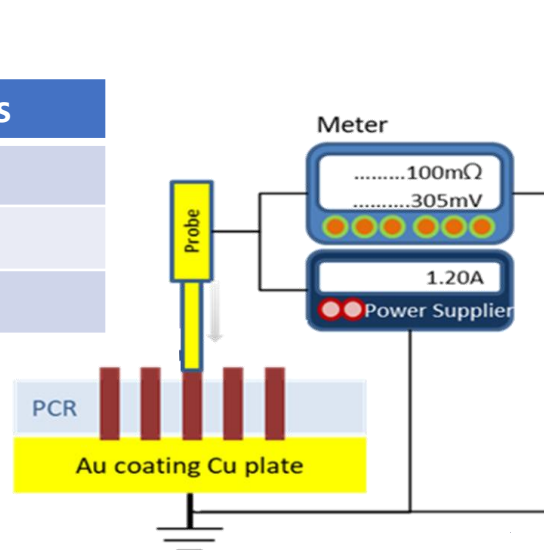 S
Meter
.........100mΩ
..........305mV
Probe
1.20A
Power Supplier
PCR
Au coating Cu plate